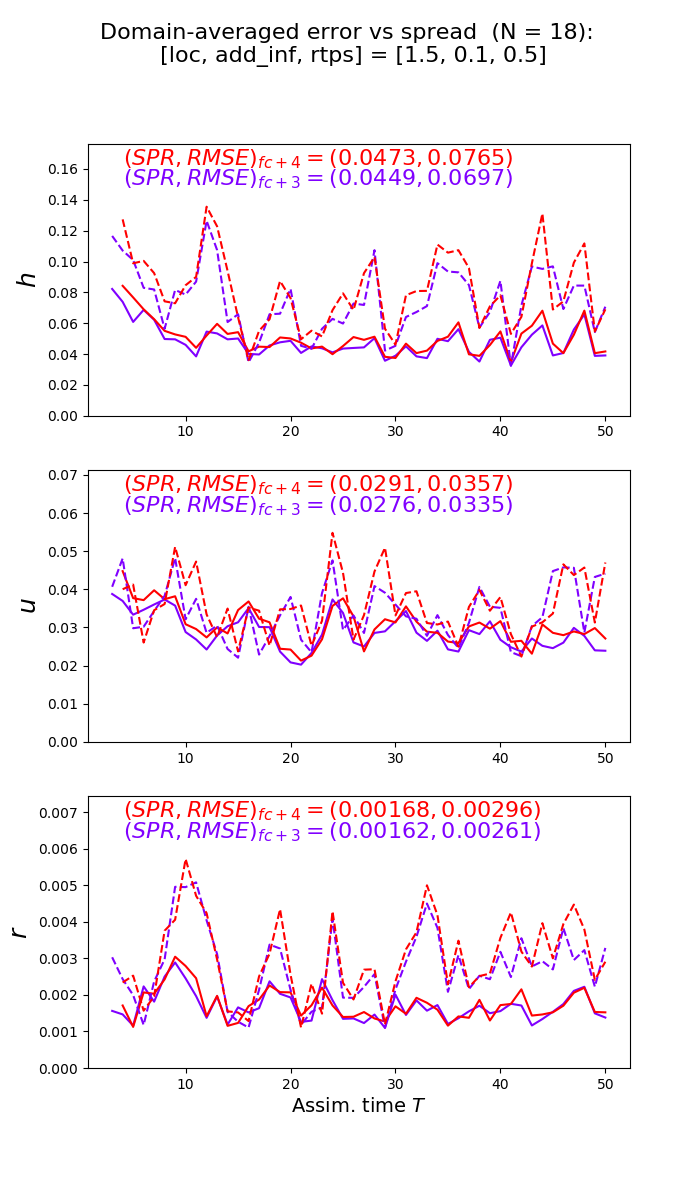 Domain-averaged error vs spread (N = 18):
[loc, add_inf, rtps] = [1.5, 0.1, 0.5]
(SPR, RMSE)fc+4 = (0.0473, 0.0765)
(SPR, RMSE)fc+3 = (0.0449, 0.0697)
0.16
0.14
0.12
0.10
0.08
0.06
0.04
0.02
0.00
h
10 20 30 40 50
(SPR, RMSE)fc+4 = (0.0291, 0.0357)
(SPR, RMSE)fc+3 = (0.0276, 0.0335)
0.07
0.06
0.05
0.04
0.03
0.02
0.01
0.00
u
10 20 30 40 50
(SPR, RMSE)fc+4 = (0.00168, 0.00296)
(SPR, RMSE)fc+3 = (0.00162, 0.00261)
0.007
0.006
0.005
0.004
0.003
0.002
0.001
0.000
r
10 20 30 40 50
Assim. time T